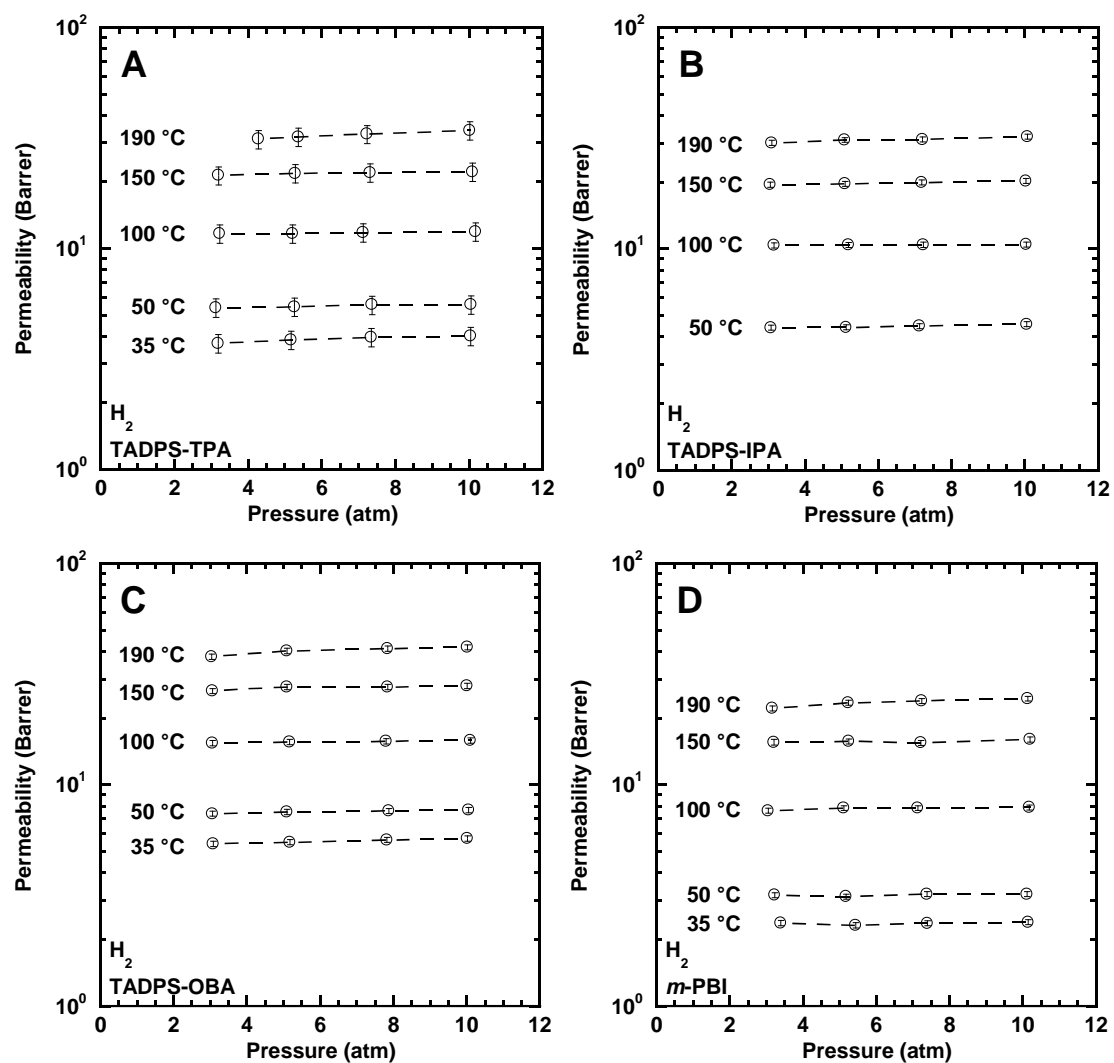 Permeability (Barrer)
10²
10¹
10⁰
A
190 °C
150 °C
100 °C
50 °C
35 °C
H₂
TADPS-TPA
0 2 4 6 8 10 12
Pressure (atm)
Permeability (Barrer)
10²
10¹
10⁰
B
190 °C
150 °C
100 °C
50 °C
H₂
TADPS-IPA
0 2 4 6 8 10 12
Pressure (atm)
Permeability (Barrer)
10²
10¹
10⁰
C
190 °C
150 °C
100 °C
50 °C
35 °C
H₂
TADPS-OBA
0 2 4 6 8 10 12
Pressure (atm)
Permeability (Barrer)
10²
10¹
10⁰
D
190 °C
150 °C
100 °C
50 °C
35 °C
H₂
m-PBI
0 2 4 6 8 10 12
Pressure (atm)